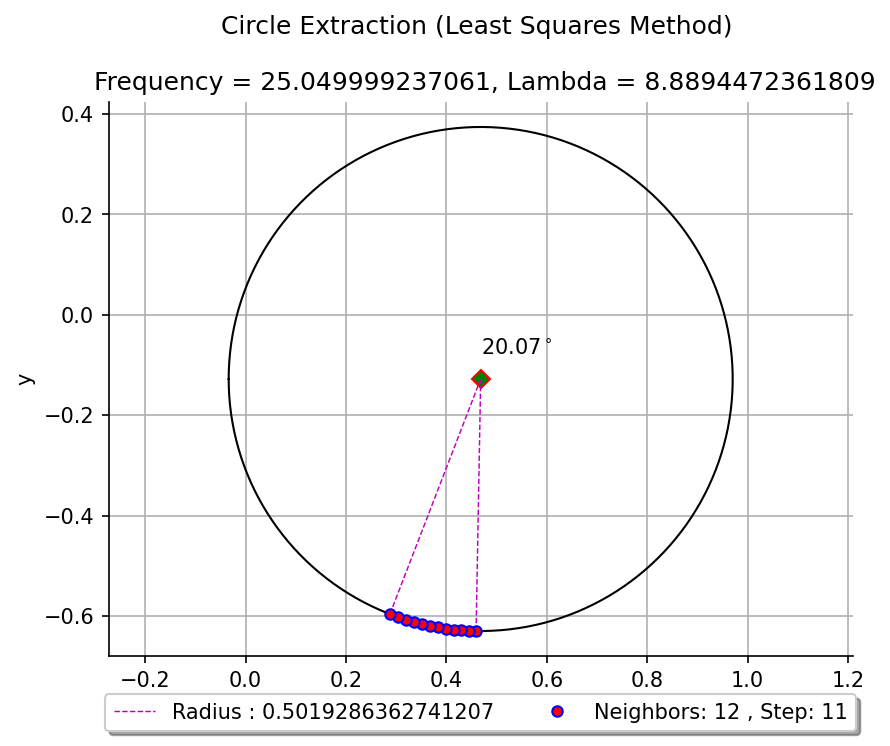 Circle Extraction (Least Squares Method)
Frequency = 25.049999237061, Lambda = 8.8894472361809
0.4
0.2
0.0
−0.2
−0.4
−0.6
y
20.07°
−0.2 0.0 0.2 0.4 0.6 0.8 1.0 1.2
Radius : 0.5019286362741207 Neighbors: 12 , Step: 11